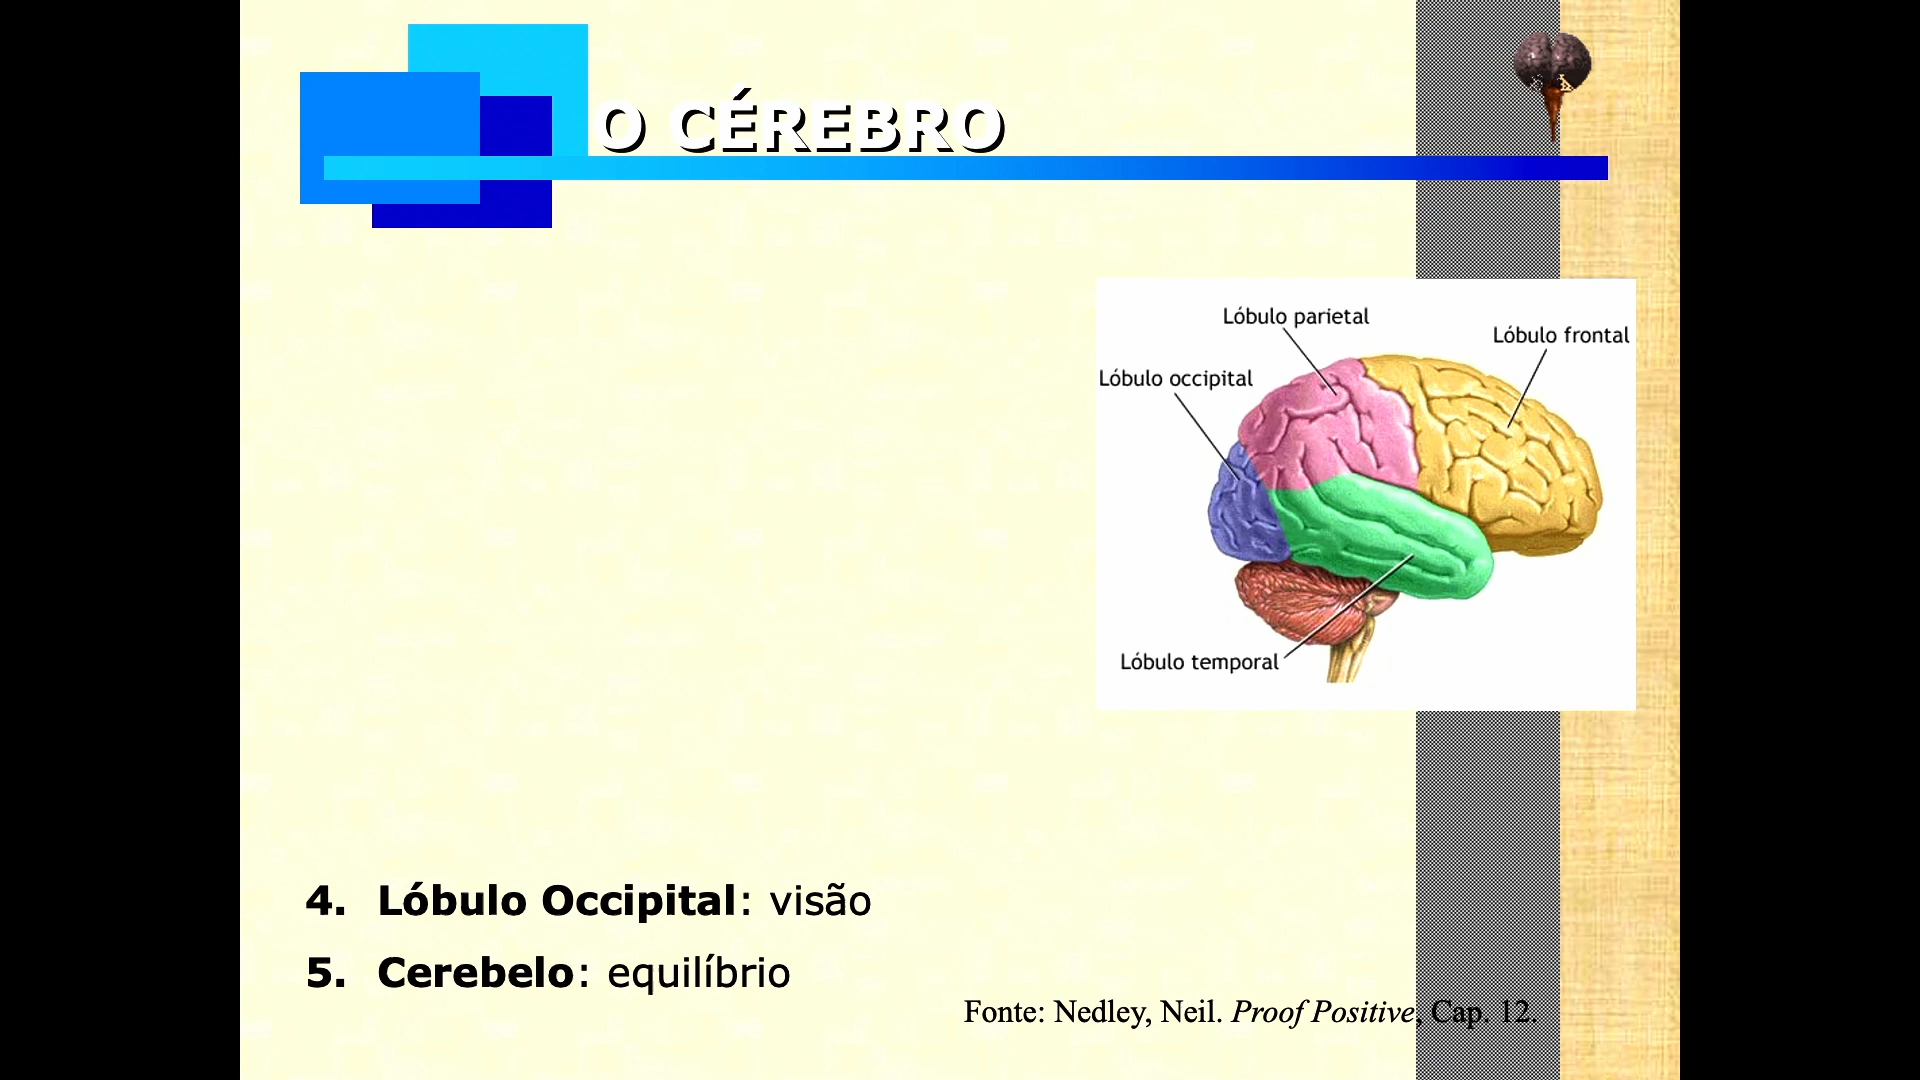 O CÉREBRO
Lóbulo parietal
Lóbulo frontal
Lóbulo occipital
Lóbulo temporal
4. Lóbulo Occipital: visão
5. Cerebelo: equilíbrio
Fonte: Nedley, Neil. Proof Positive, Cap. 12.